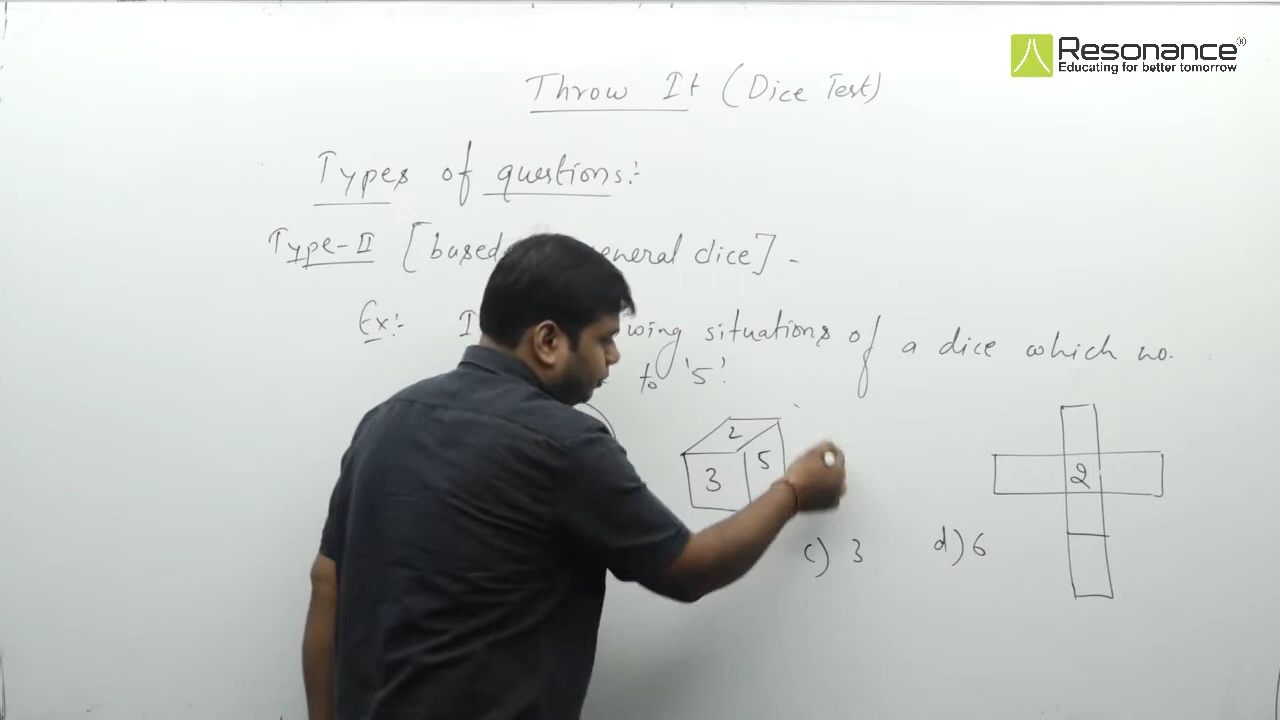 Resonance®
Educating for better tomorrow
Throw It (Dice Test)
Types of questions:
Type-II [based eneral dice] -
Ex:- wing situations of a dice which no.
to '5'.
2
3 5
2
c) 3 d) 6